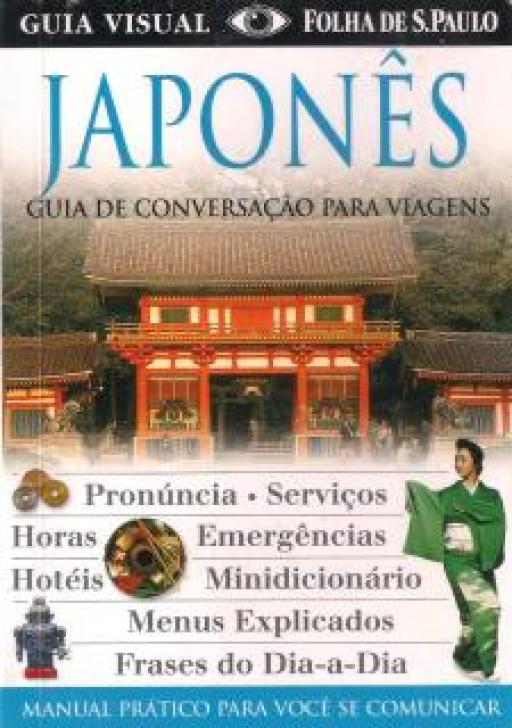 GUIA VISUAL FOLHA DE S.PAULO
JAPONÊS
GUIA DE CONVERSAÇÃO PARA VIAGENS
Pronúncia • Serviços
Horas Emergências
Hotéis Minidicionário
Menus Explicados
Frases do Dia-a-Dia
MANUAL PRÁTICO PARA VOCÊ SE COMUNICAR